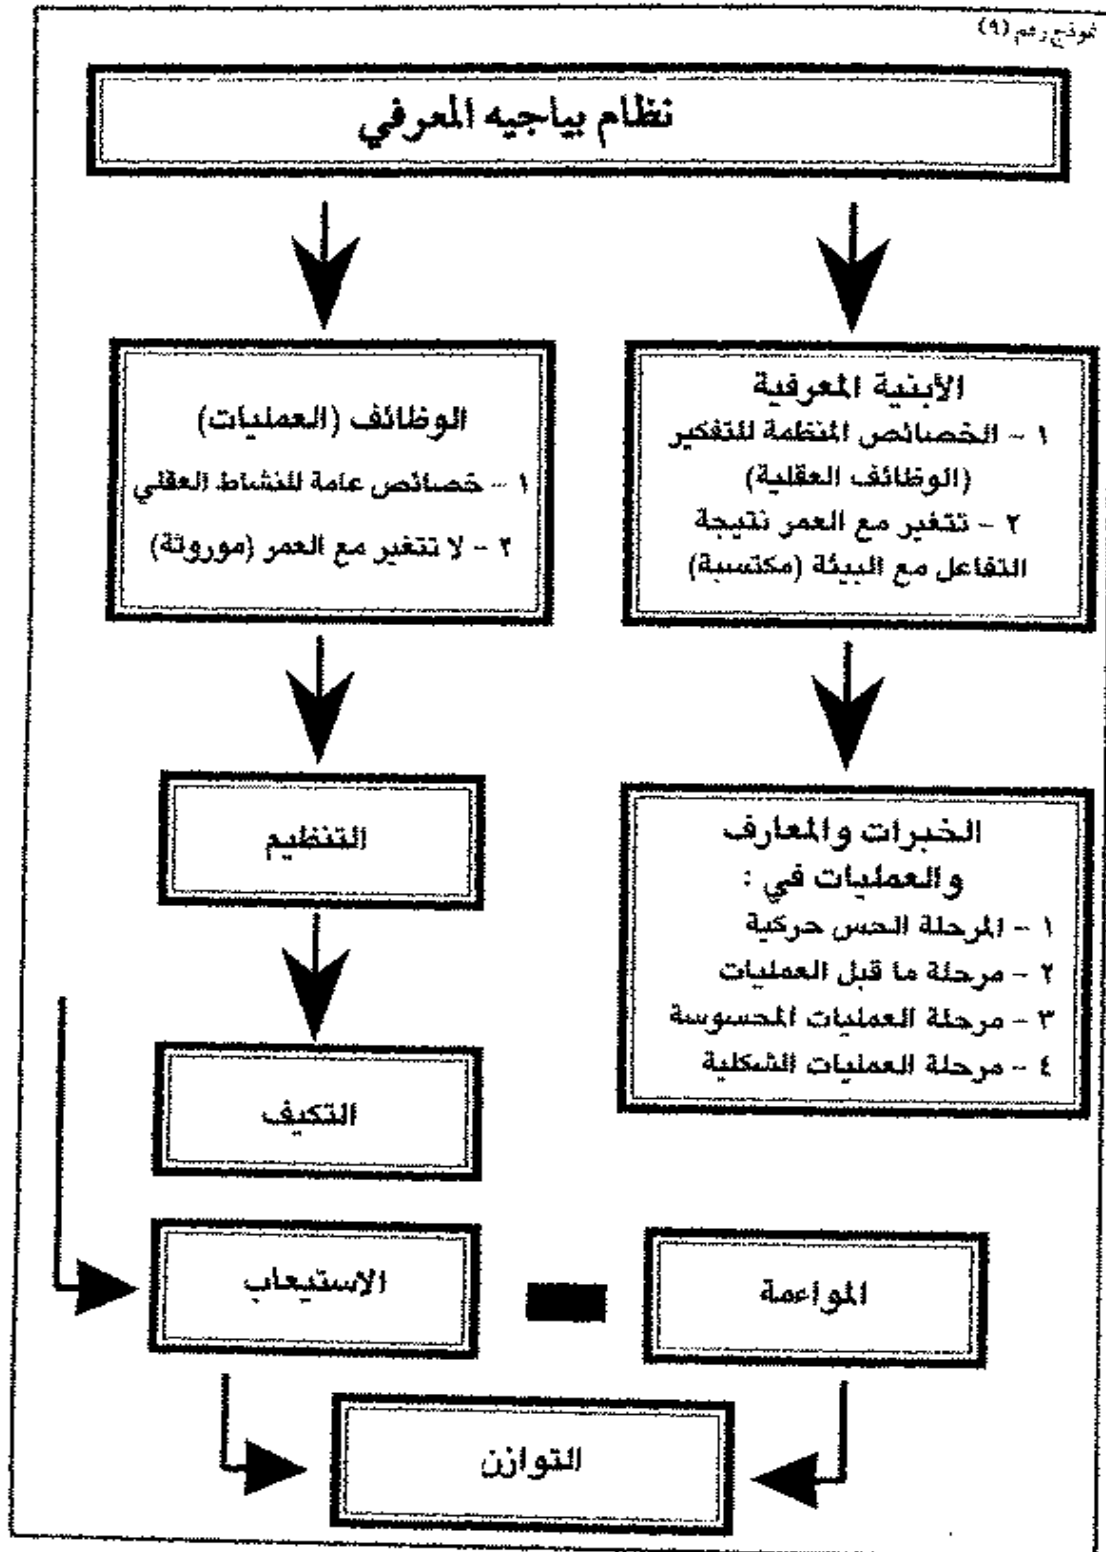 نموذج رقم (٩)
نظام بياجيه المعرفي
الأبنية المعرفية
١ - الخصائص المنظمة للتفكير
(الوظائف العقلية)
٢ - تتغير مع العمر نتيجة
التفاعل مع البيئة (مكتسبة)
الوظائف (العمليات)
١ - خصائص عامة للنشاط العقلي
٢ - لا تتغير مع العمر (موروثة)
الخبرات والمعارف
والعمليات في :
١ - المرحلة الحس حركية
٢ - مرحلة ما قبل العمليات
٣ - مرحلة العمليات المحسوسة
٤ - مرحلة العمليات الشكلية
التنظيم
التكيف
المواءمة
الاستيعاب
التوازن